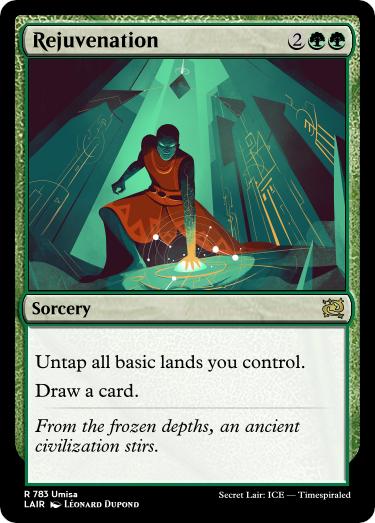 Rejuvenation 2
Sorcery
Untap all basic lands you control.
Draw a card.
From the frozen depths, an ancient
civilization stirs.
R 783 Umisa
LAIR Léonard Dupond
Secret Lair: ICE — Timespiraled